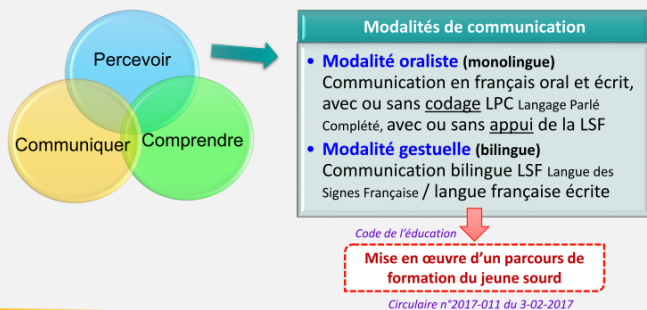 Percevoir
Communiquer
Comprendre
Modalités de communication
• Modalité oraliste (monolingue)
Communication en français oral et écrit,
avec ou sans codage LPC Langage Parlé
Complété, avec ou sans appui de la LSF
• Modalité gestuelle (bilingue)
Communication bilingue LSF Langue des
Signes Française / langue française écrite
Code de l'éducation
Mise en œuvre d'un parcours de
formation du jeune sourd
Circulaire n°2017-011 du 3-02-2017